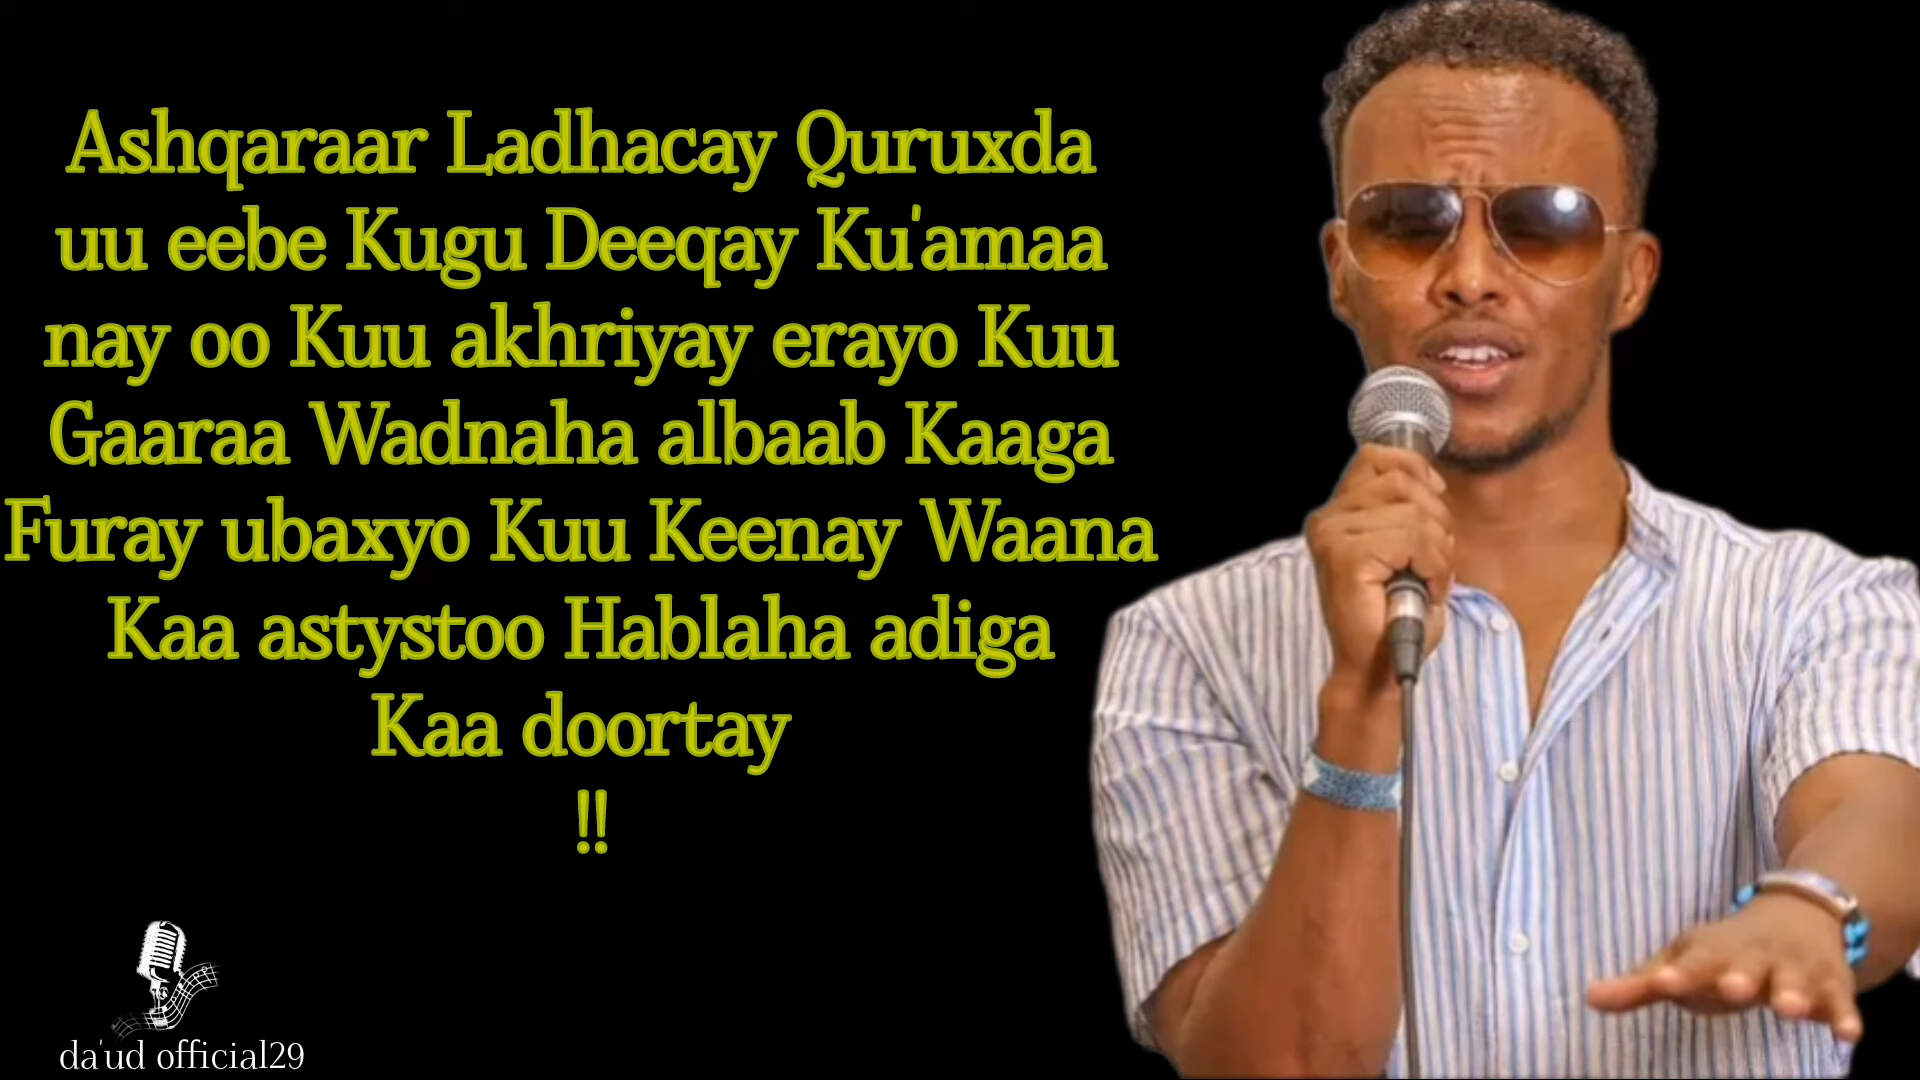 Ashqaraar Ladhacay Quruxda
uu eebe Kugu Deeqay Ku'amaa
nay oo Kuu akhriyay erayo Kuu
Gaaraa Wadnaha albaab Kaaga
Furay ubaxyo Kuu Keenay Waana
Kaa astystoo Hablaha adiga
Kaa doortay
!!
da'ud official29